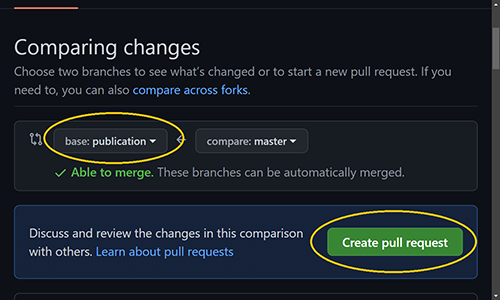 Comparing changes
Choose two branches to see what's changed or to start a new pull request. If you
need to, you can also compare across forks.
base: publication compare: master
Able to merge. These branches can be automatically merged.
Discuss and review the changes in this comparison
with others. Learn about pull requests
Create pull request